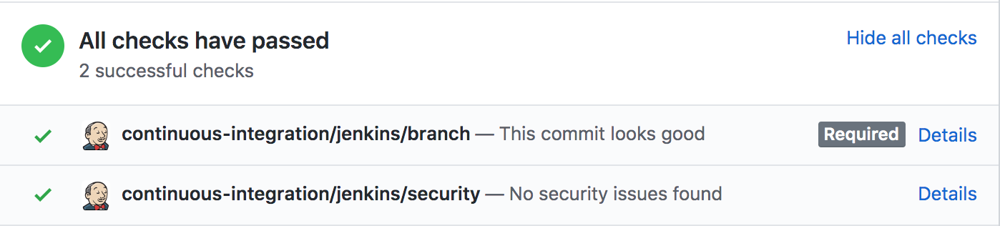 All checks have passed
Hide all checks
2 successful checks
continuous-integration/jenkins/branch — This commit looks good Required Details
continuous-integration/jenkins/security — No security issues found Details